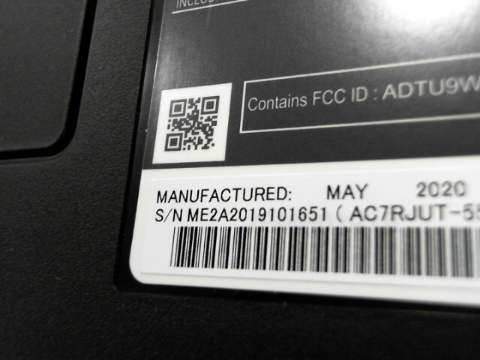 Contains FCC ID : ADTU9W
MANUFACTURED: MAY 2020
S/N ME2A2019101651 ( AC7RJUT-55